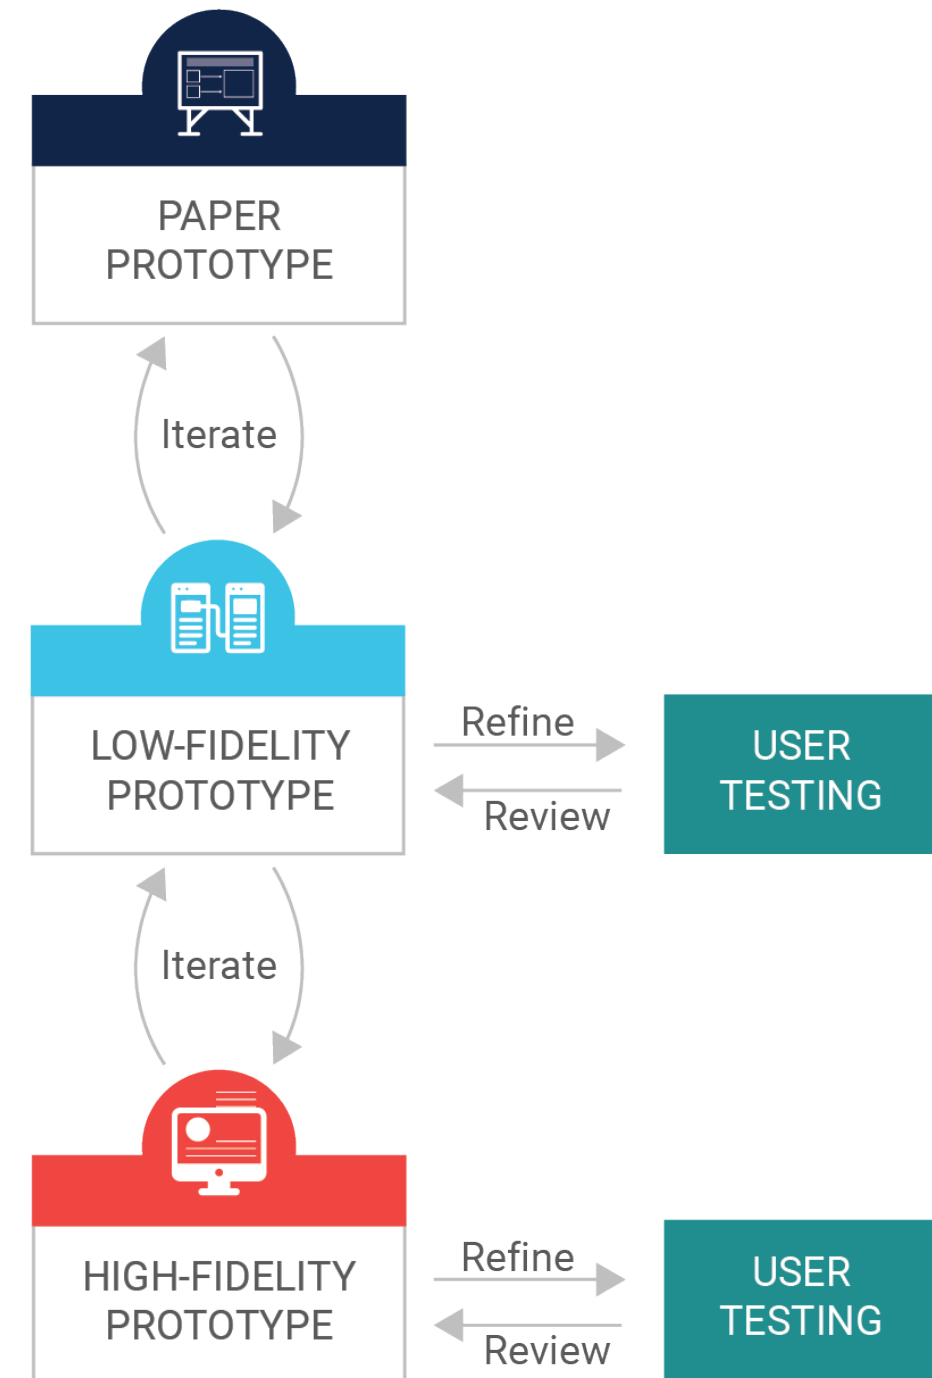 PAPER
PROTOTYPE
Iterate
LOW-FIDELITY
PROTOTYPE
Refine
Review
USER
TESTING
Iterate
HIGH-FIDELITY
PROTOTYPE
Refine
Review
USER
TESTING